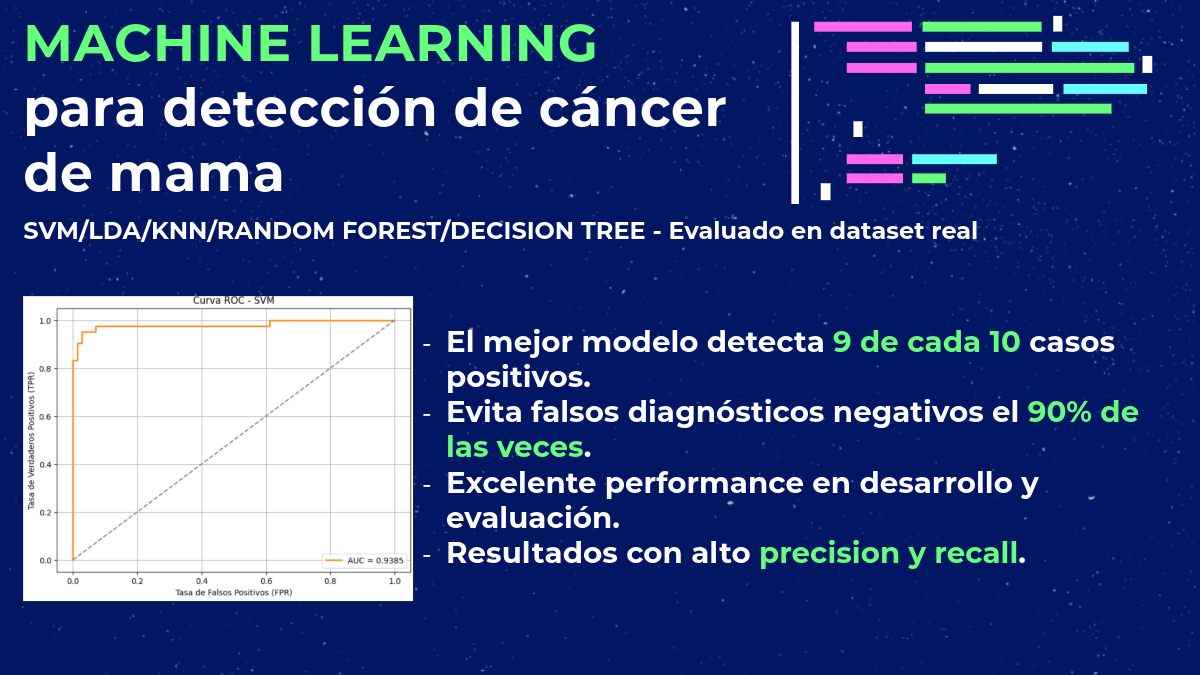 MACHINE LEARNING
para detección de cáncer
de mama
SVM/LDA/KNN/RANDOM FOREST/DECISION TREE - Evaluado en dataset real
Curva ROC - SVM
1.0
0.8
0.6
0.4
0.2
0.0
Tasa de Verdaderos Positivos (TPR)
AUC = 0.9385
0.0 0.2 0.4 0.6 0.8 1.0
Tasa de Falsos Positivos (FPR)
- El mejor modelo detecta 9 de cada 10 casos
positivos.
- Evita falsos diagnósticos negativos el 90% de
las veces.
- Excelente performance en desarrollo y
evaluación.
- Resultados con alto precision y recall.